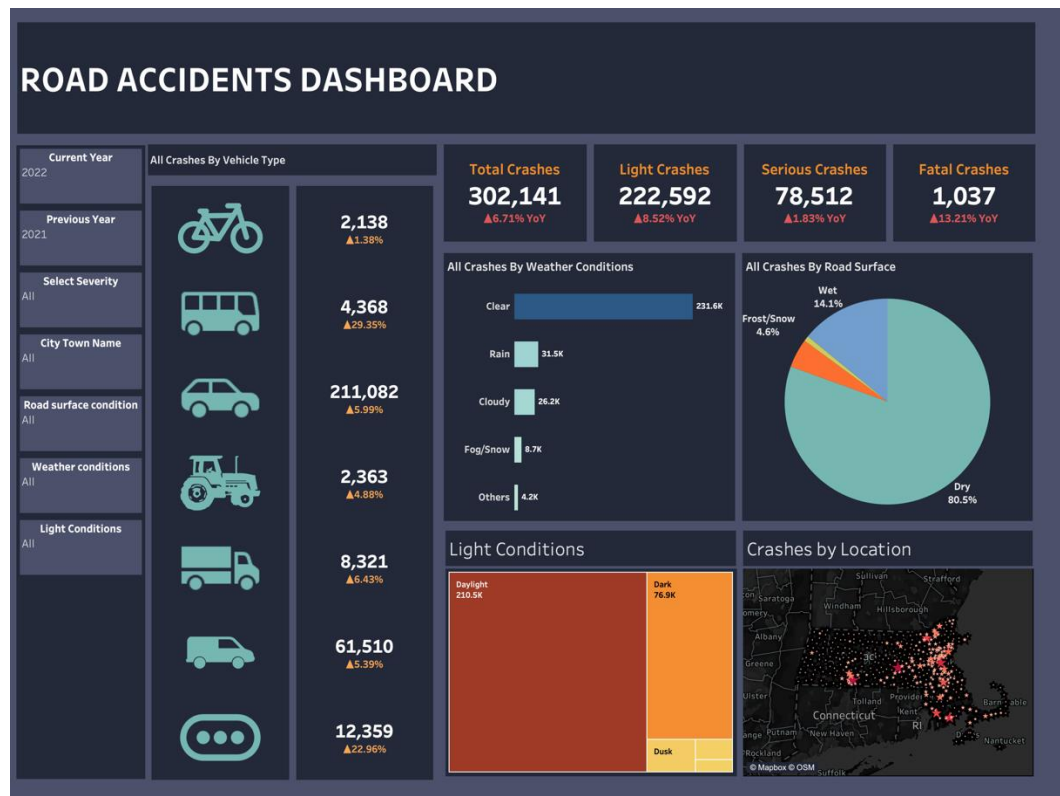 ROAD ACCIDENTS DASHBOARD
Current Year
2022
Previous Year
2021
Select Severity
All
City Town Name
All
Road surface condition
All
Weather conditions
All
Light Conditions
All
All Crashes By Vehicle Type
2,138
▲1.38%
4,368
▲29.35%
211,082
▲5.99%
2,363
▲4.88%
8,321
▲6.43%
61,510
▲5.39%
12,359
▲22.96%
Total Crashes
302,141
▲6.71% YoY
Light Crashes
222,592
▲8.52% YoY
Serious Crashes
78,512
▲1.83% YoY
Fatal Crashes
1,037
▲13.21% YoY
All Crashes By Weather Conditions
Clear 231.6K
Rain 31.5K
Cloudy 26.2K
Fog/Snow 8.7K
Others 4.2K
All Crashes By Road Surface
Wet
14.1%
Frost/Snow
4.6%
Dry
80.5%
Light Conditions
Daylight
210.5K
Dark
76.9K
Dusk
Crashes by Location
Sullivan
Strafford
Saratoga
Windham
Hillsborough
Albany
Greene
Ulster
Tolland
Kent
Connecticut
RI
Putnam
New Haven
Nantucket
Rockland
© Mapbox © OSM
Suffolk